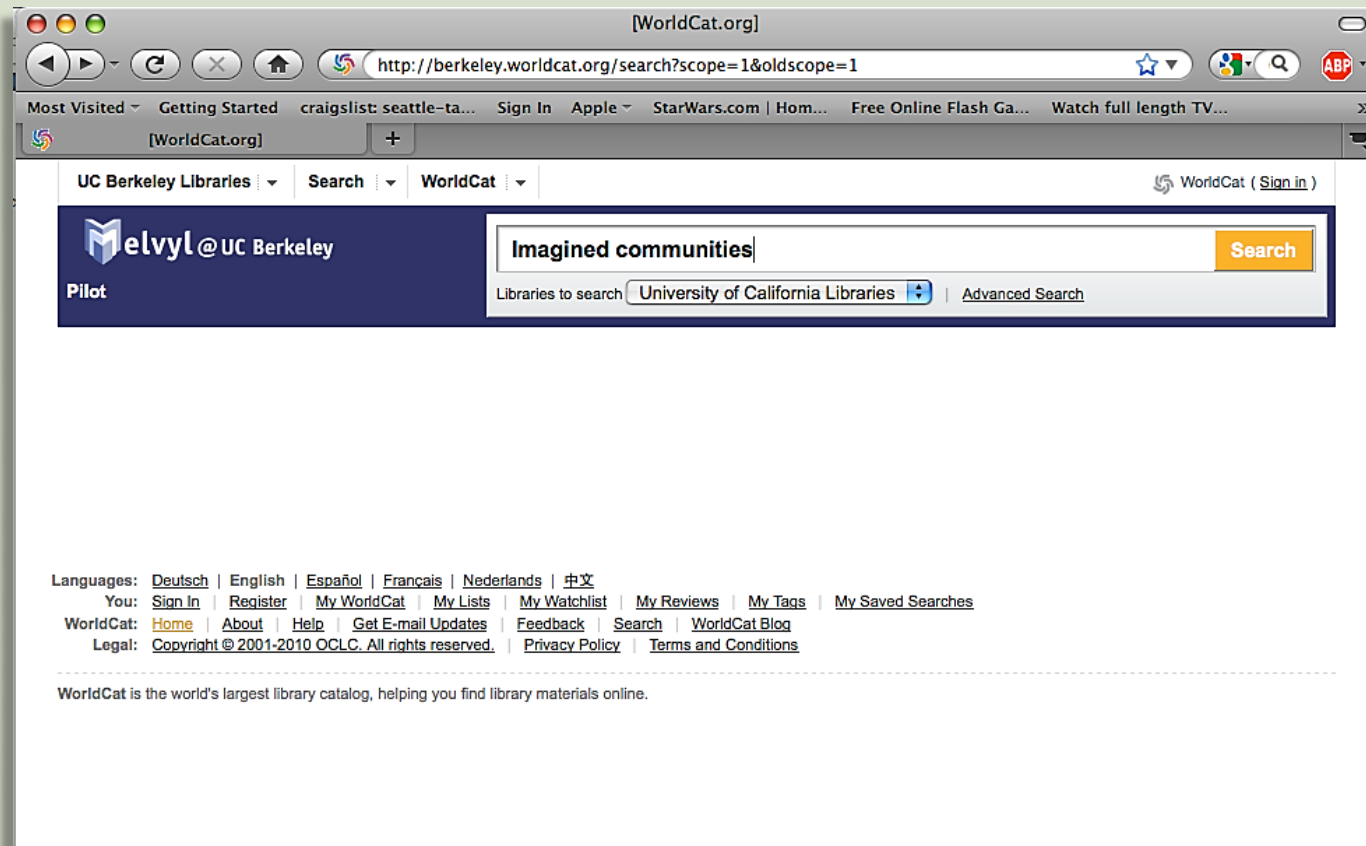 [WorldCat.org]
http://berkeley.worldcat.org/search?scope=1&oldscope=1
ABP
Most Visited Getting Started craigslist: seattle-ta... Sign In Apple StarWars.com | Hom... Free Online Flash Ga... Watch full length TV... »
[WorldCat.org] +
UC Berkeley Libraries Search WorldCat WorldCat ( Sign in )
Melvyl @ UC Berkeley
Imagined communities Search
Pilot
Libraries to search University of California Libraries | Advanced Search
Languages: Deutsch | English | Español | Français | Nederlands | 中文
You: Sign In | Register | My WorldCat | My Lists | My Watchlist | My Reviews | My Tags | My Saved Searches
WorldCat: Home | About | Help | Get E-mail Updates | Feedback | Search | WorldCat Blog
Legal: Copyright © 2001-2010 OCLC. All rights reserved. | Privacy Policy | Terms and Conditions
WorldCat is the world's largest library catalog, helping you find library materials online.